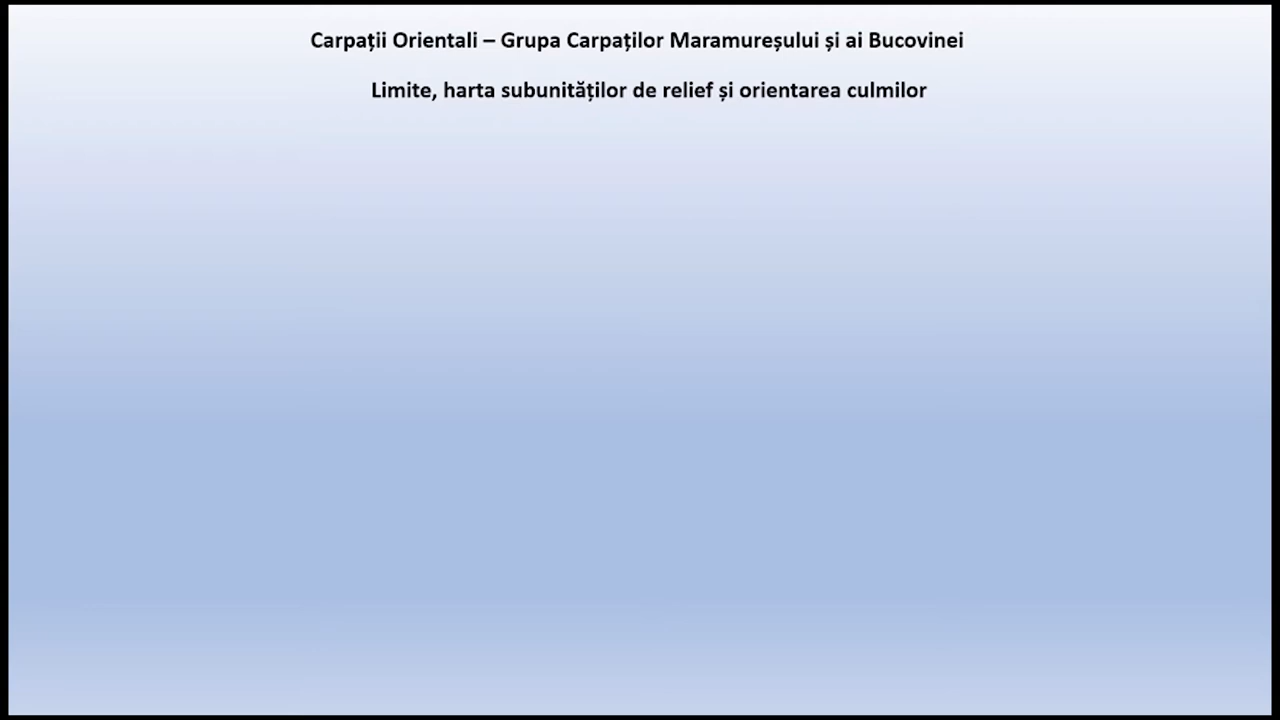 Carpații Orientali – Grupa Carpaților Maramureșului și ai Bucovinei
Limite, harta subunităților de relief și orientarea culmilor